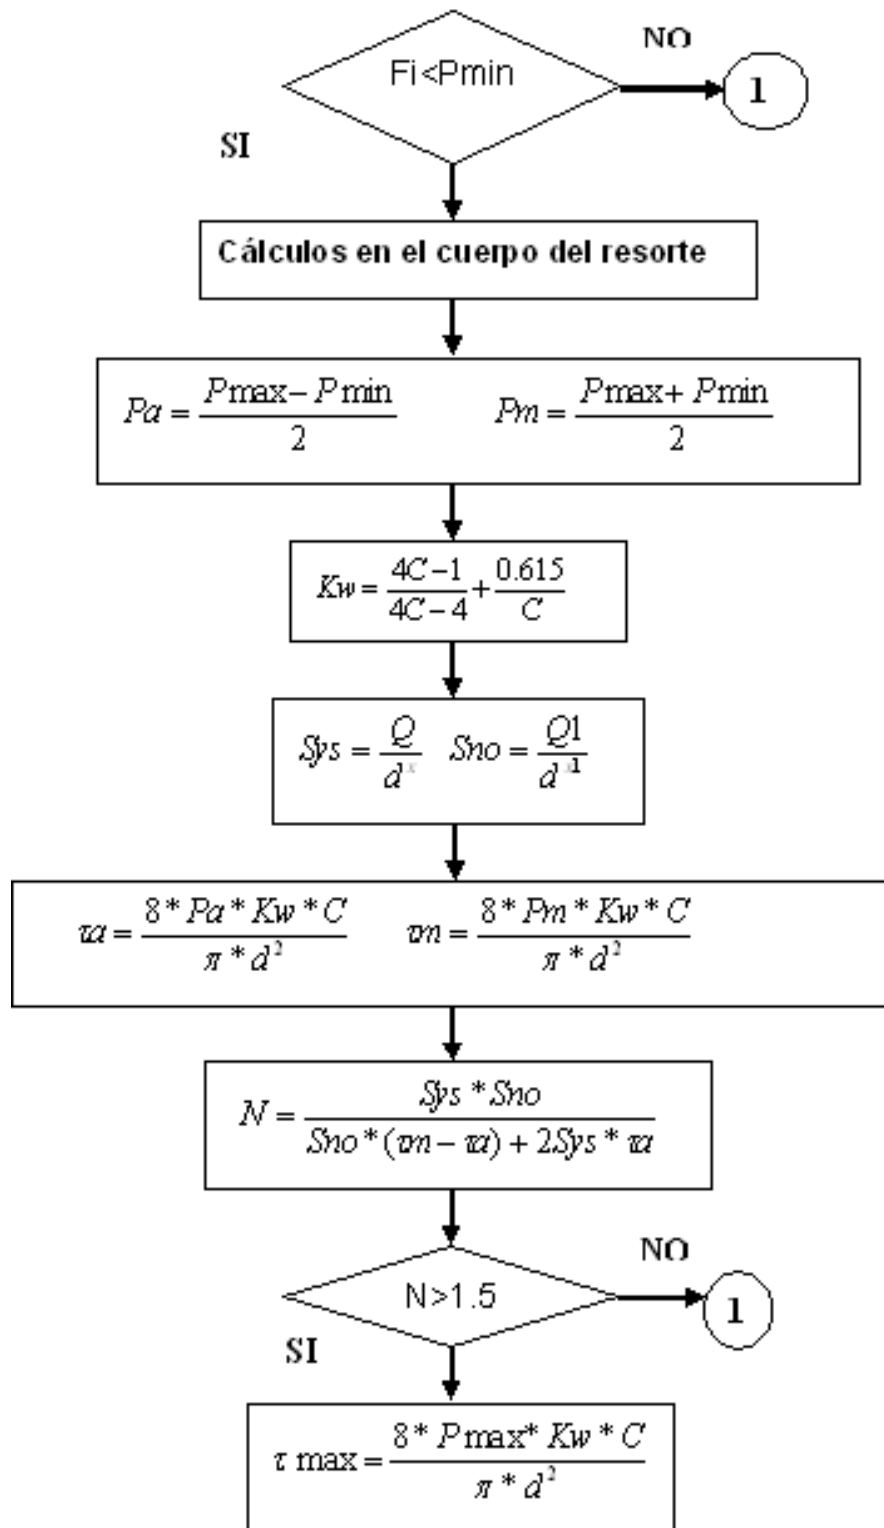 Fi<Pmin
NO
1
SI
Cálculos en el cuerpo del resorte
Pa = (Pmax − Pmin) / 2    Pm = (Pmax + Pmin) / 2
Kw = (4C − 1) / (4C − 4) + 0.615 / C
Sys = Q / d^x    Sno = Q1 / d^x1
τa = (8 * Pa * Kw * C) / (π * d²)    τm = (8 * Pm * Kw * C) / (π * d²)
N = (Sys * Sno) / (Sno * (τm − τa) + 2Sys * τa)
NO
N>1.5
1
SI
τ max = (8 * Pmax * Kw * C) / (π * d²)